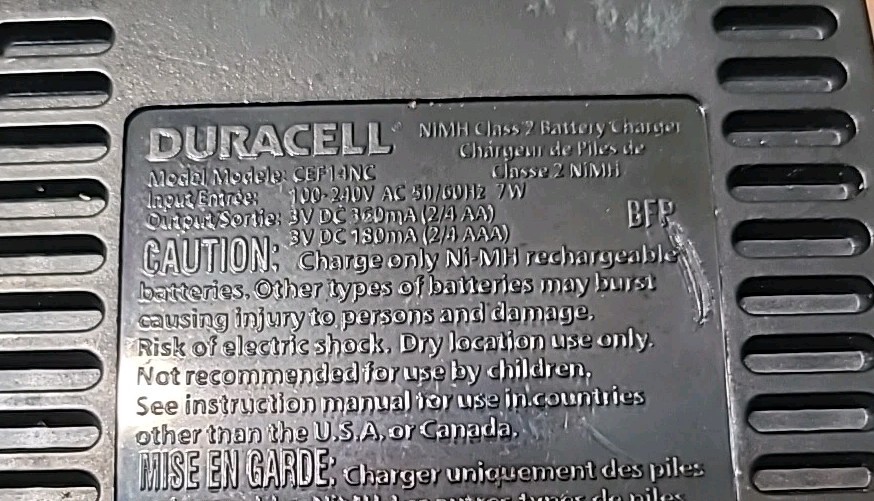 DURACELL® NiMH Class 2 Battery Charger
Chargeur de Piles de
Classe 2 NiMH
Model Modele: CEF14NC
Input/Entrée: 100-240V AC 50/60Hz 7W
Output/Sortie: 3V DC 360mA (2/4 AA)
3V DC 180mA (2/4 AAA)
BFP
CAUTION: Charge only Ni-MH rechargeable
batteries. Other types of batteries may burst
causing injury to persons and damage.
Risk of electric shock. Dry location use only.
Not recommended for use by children.
See instruction manual for use in countries
other than the U.S.A. or Canada.
MISE EN GARDE: Charger uniquement des piles
types de piles